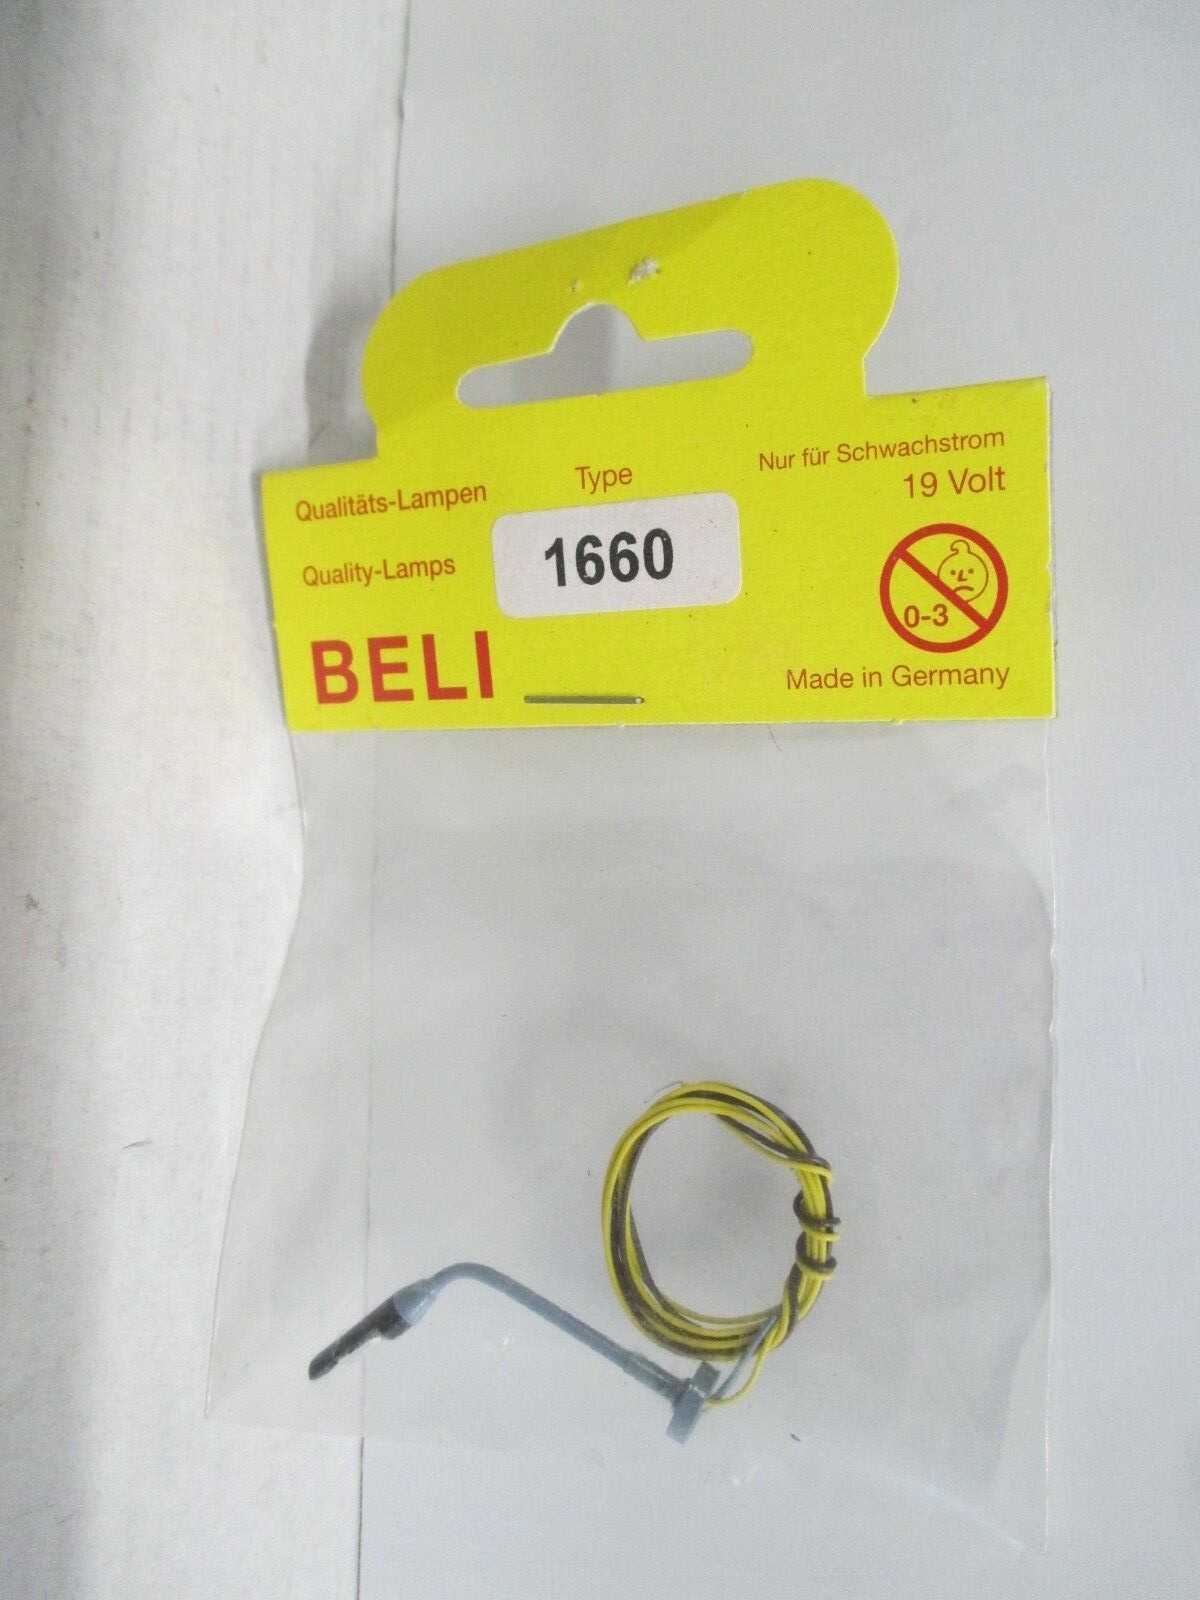 Qualitäts-Lampen
Quality-Lamps
BELI
Type
1660
Nur für Schwachstrom
19 Volt
0-3
Made in Germany